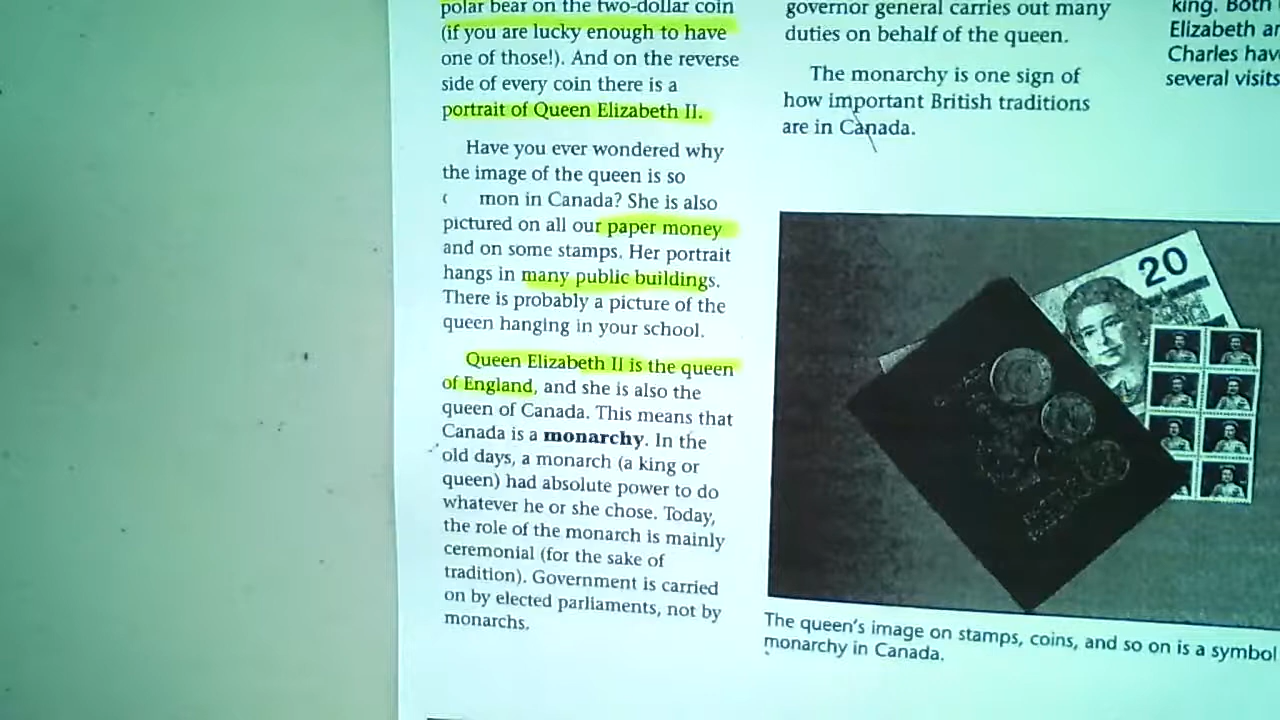 polar bear on the two-dollar coin
(if you are lucky enough to have
one of those!). And on the reverse
side of every coin there is a
portrait of Queen Elizabeth II.
Have you ever wondered why
the image of the queen is so
mon in Canada? She is also
pictured on all our paper money
and on some stamps. Her portrait
hangs in many public buildings.
There is probably a picture of the
queen hanging in your school.
Queen Elizabeth II is the queen
of England, and she is also the
queen of Canada. This means that
Canada is a monarchy. In the
old days, a monarch (a king or
queen) had absolute power to do
whatever he or she chose. Today,
the role of the monarch is mainly
ceremonial (for the sake of
tradition). Government is carried
on by elected parliaments, not by
monarchs.
governor general carries out many
duties on behalf of the queen.
The monarchy is one sign of
how important British traditions
are in Canada.
king. Both
Elizabeth
Charles
several visits
20
The queen's image on stamps, coins, and so on is a symbol
monarchy in Canada.